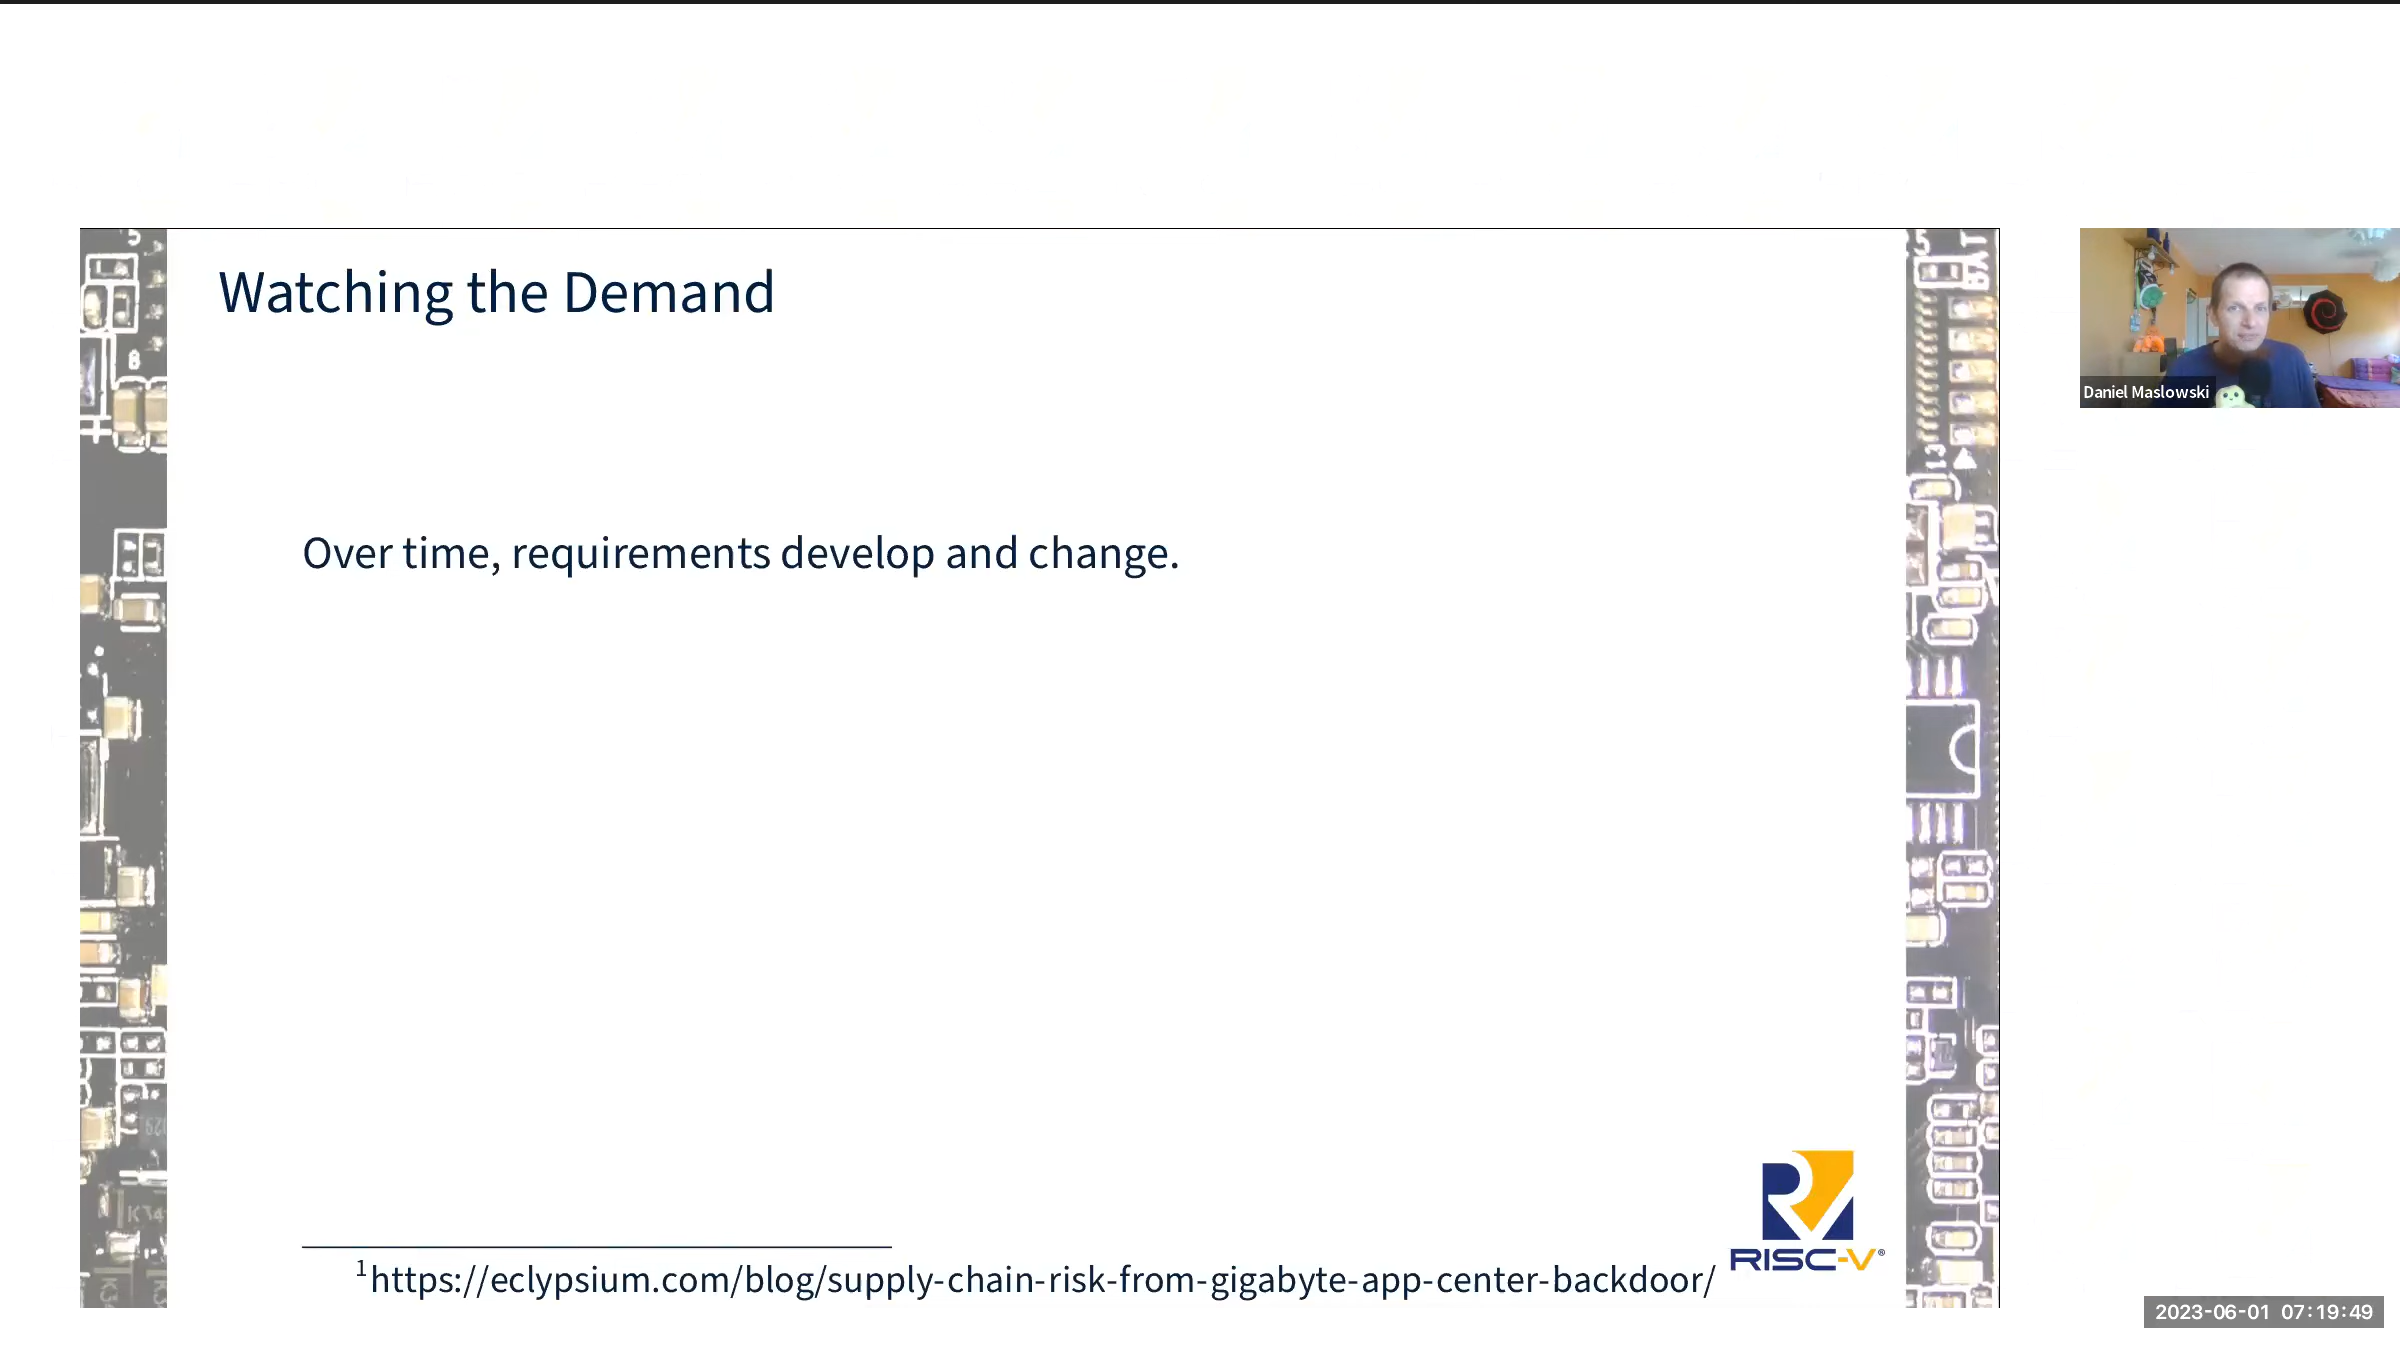 Watching the Demand
Daniel Maslowski
Over time, requirements develop and change.
RISC-V®
1https://eclypsium.com/blog/supply-chain-risk-from-gigabyte-app-center-backdoor/
2023-06-01 07:19:49